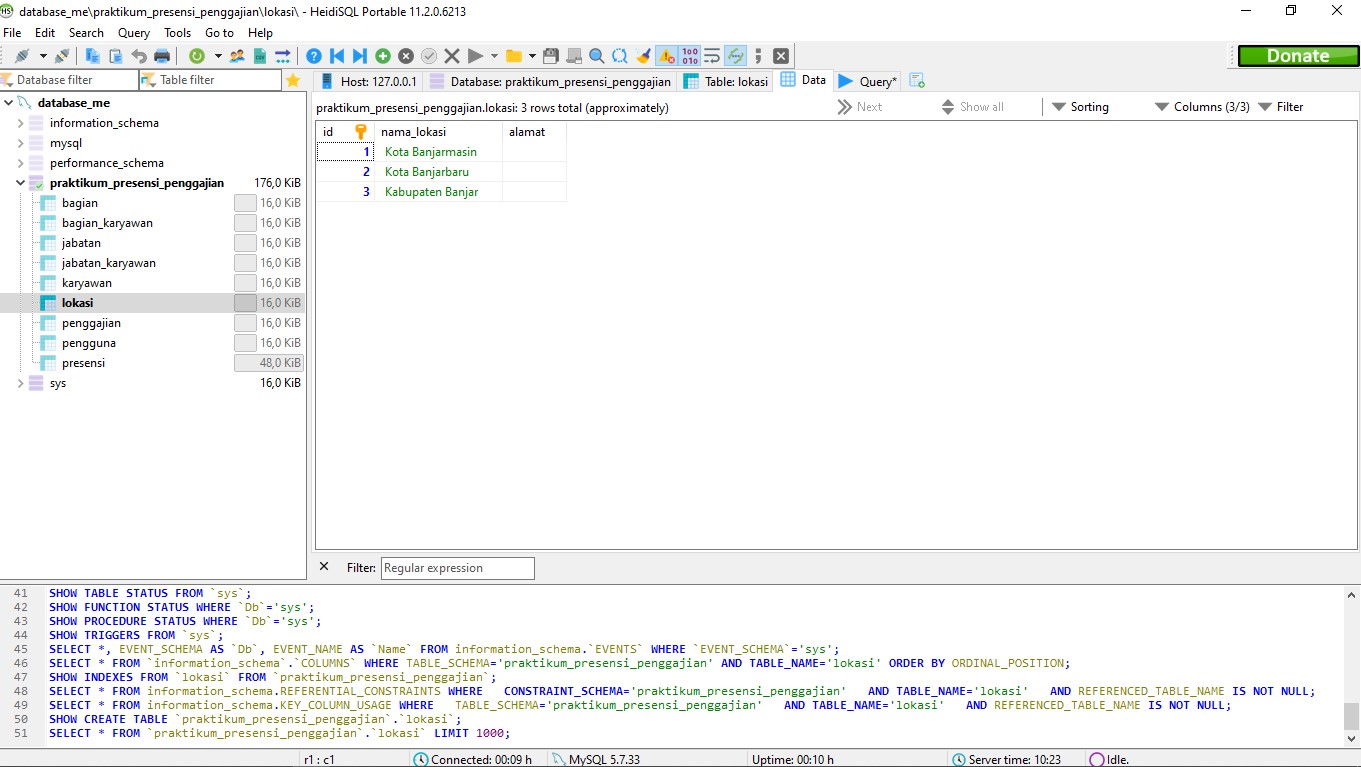 database_me\praktikum_presensi_penggajian\lokasi\ - HeidiSQL Portable 11.2.0.6213
File Edit Search Query Tools Go to Help
Donate
Database filter Table filter
Host: 127.0.0.1 Database: praktikum_presensi_penggajian Table: lokasi Data Query*
database_me
information_schema
mysql
performance_schema
praktikum_presensi_penggajian 176,0 KiB
bagian 16,0 KiB
bagian_karyawan 16,0 KiB
jabatan 16,0 KiB
jabatan_karyawan 16,0 KiB
karyawan 16,0 KiB
lokasi 16,0 KiB
penggajian 16,0 KiB
pengguna 16,0 KiB
presensi 48,0 KiB
sys 16,0 KiB
praktikum_presensi_penggajian.lokasi: 3 rows total (approximately) Next Show all Sorting Columns (3/3) Filter
id nama_lokasi alamat
1 Kota Banjarmasin
2 Kota Banjarbaru
3 Kabupaten Banjar
Filter: Regular expression
41 SHOW TABLE STATUS FROM `sys`;
42 SHOW FUNCTION STATUS WHERE `Db`='sys';
43 SHOW PROCEDURE STATUS WHERE `Db`='sys';
44 SHOW TRIGGERS FROM `sys`;
45 SELECT *, EVENT_SCHEMA AS `Db`, EVENT_NAME AS `Name` FROM information_schema.`EVENTS` WHERE `EVENT_SCHEMA`='sys';
46 SELECT * FROM `information_schema`.`COLUMNS` WHERE TABLE_SCHEMA='praktikum_presensi_penggajian' AND TABLE_NAME='lokasi' ORDER BY ORDINAL_POSITION;
47 SHOW INDEXES FROM `lokasi` FROM `praktikum_presensi_penggajian`;
48 SELECT * FROM information_schema.REFERENTIAL_CONSTRAINTS WHERE CONSTRAINT_SCHEMA='praktikum_presensi_penggajian' AND TABLE_NAME='lokasi' AND REFERENCED_TABLE_NAME IS NOT NULL;
49 SELECT * FROM information_schema.KEY_COLUMN_USAGE WHERE TABLE_SCHEMA='praktikum_presensi_penggajian' AND TABLE_NAME='lokasi' AND REFERENCED_TABLE_NAME IS NOT NULL;
50 SHOW CREATE TABLE `praktikum_presensi_penggajian`.`lokasi`;
51 SELECT * FROM `praktikum_presensi_penggajian`.`lokasi` LIMIT 1000;
r1 : c1 Connected: 00:09 h MySQL 5.7.33 Uptime: 00:10 h Server time: 10:23 Idle.